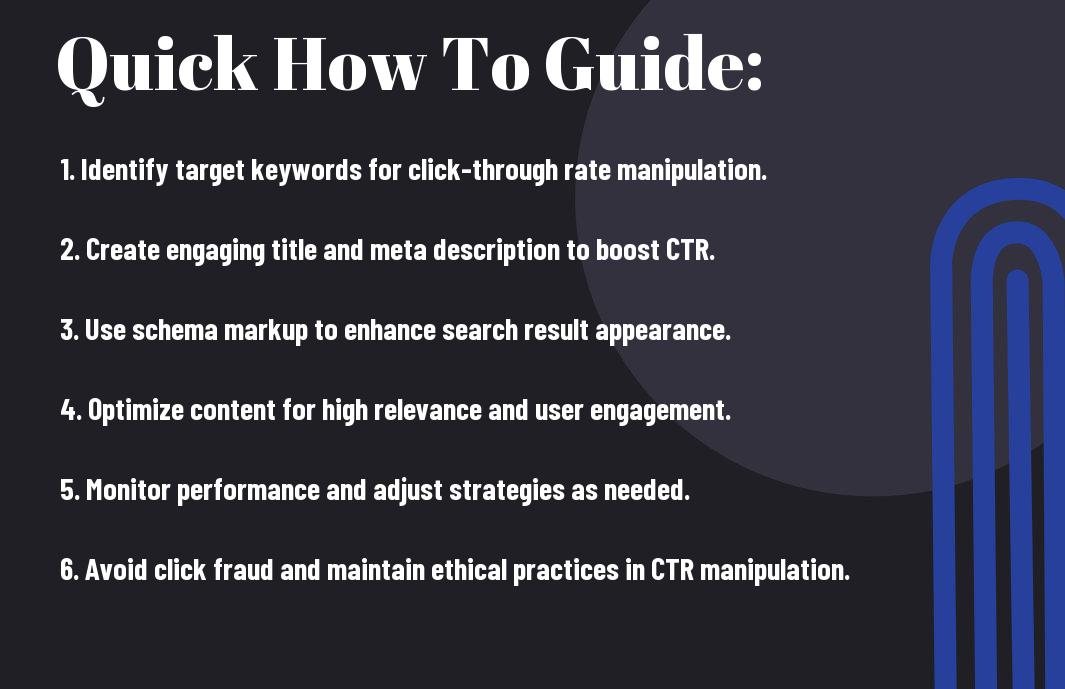 Quick How To Guide:
1. Identify target keywords for click-through rate manipulation.
2. Create engaging title and meta description to boost CTR.
3. Use schema markup to enhance search result appearance.
4. Optimize content for high relevance and user engagement.
5. Monitor performance and adjust strategies as needed.
6. Avoid click fraud and maintain ethical practices in CTR manipulation.